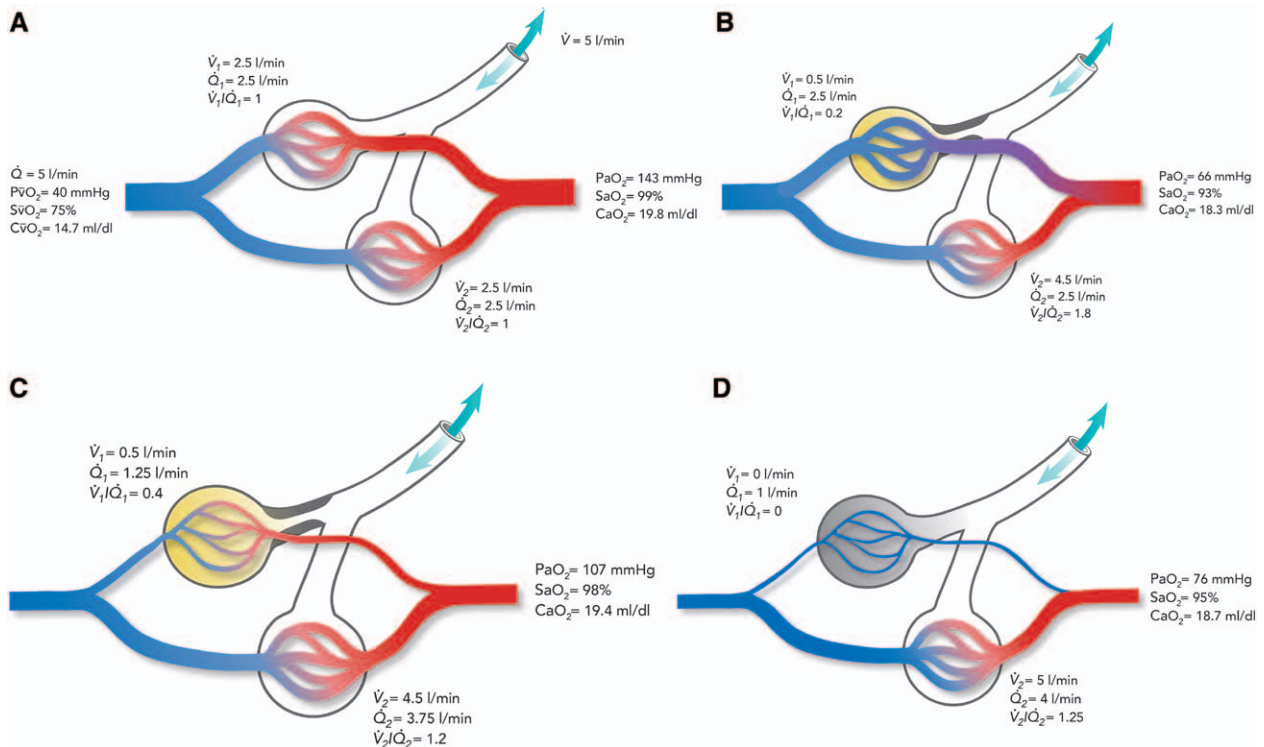 A
V̇ = 5 l/min
V̇₁ = 2.5 l/min
Q̇₁ = 2.5 l/min
V̇₁/Q̇₁ = 1
Q̇ = 5 l/min
Pv̄O₂ = 40 mmHg
Sv̄O₂ = 75%
Cv̄O₂ = 14.7 ml/dl
PaO₂ = 143 mmHg
SaO₂ = 99%
CaO₂ = 19.8 ml/dl
V̇₂ = 2.5 l/min
Q̇₂ = 2.5 l/min
V̇₂/Q̇₂ = 1
B
V̇₁ = 0.5 l/min
Q̇₁ = 2.5 l/min
V̇₁/Q̇₁ = 0.2
PaO₂ = 66 mmHg
SaO₂ = 93%
CaO₂ = 18.3 ml/dl
V̇₂ = 4.5 l/min
Q̇₂ = 2.5 l/min
V̇₂/Q̇₂ = 1.8
C
V̇₁ = 0.5 l/min
Q̇₁ = 1.25 l/min
V̇₁/Q̇₁ = 0.4
PaO₂ = 107 mmHg
SaO₂ = 98%
CaO₂ = 19.4 ml/dl
V̇₂ = 4.5 l/min
Q̇₂ = 3.75 l/min
V̇₂/Q̇₂ = 1.2
D
V̇₁ = 0 l/min
Q̇₁ = 1 l/min
V̇₁/Q̇₁ = 0
PaO₂ = 76 mmHg
SaO₂ = 95%
CaO₂ = 18.7 ml/dl
V̇₂ = 5 l/min
Q̇₂ = 4 l/min
V̇₂/Q̇₂ = 1.25